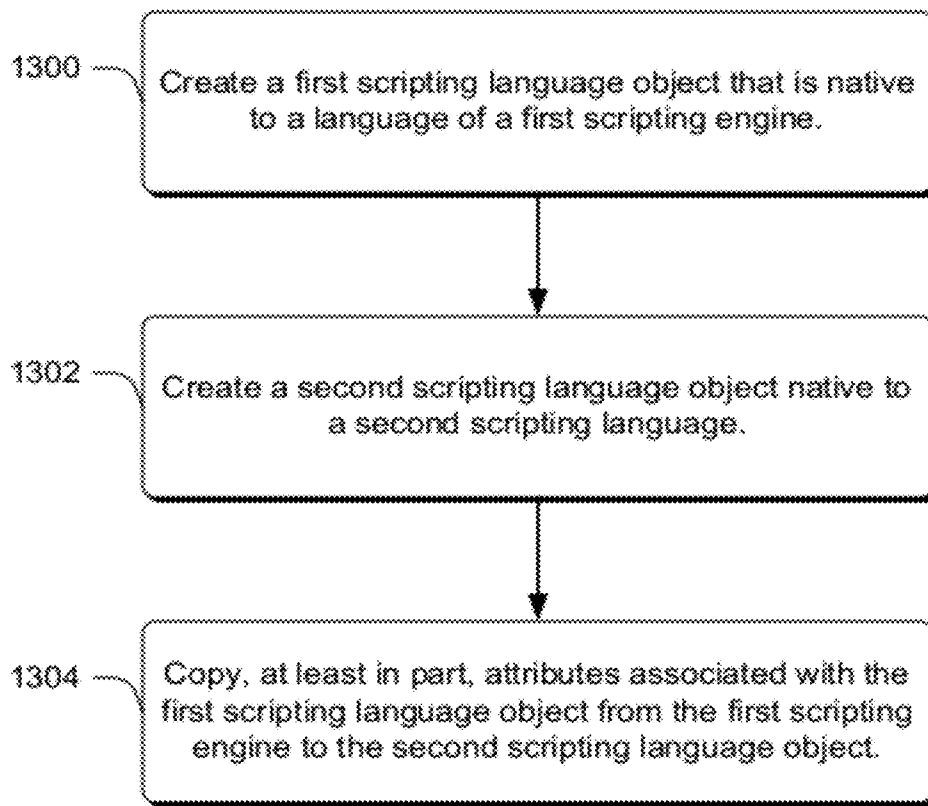 1300
Create a first scripting language object that is native
to a language of a first scripting engine.
1302
Create a second scripting language object native to
a second scripting language.
1304
Copy, at least in part, attributes associated with the
first scripting language object from the first scripting
engine to the second scripting language object.